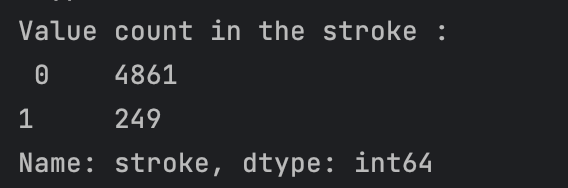 Value count in the stroke :
 0    4861
1     249
Name: stroke, dtype: int64